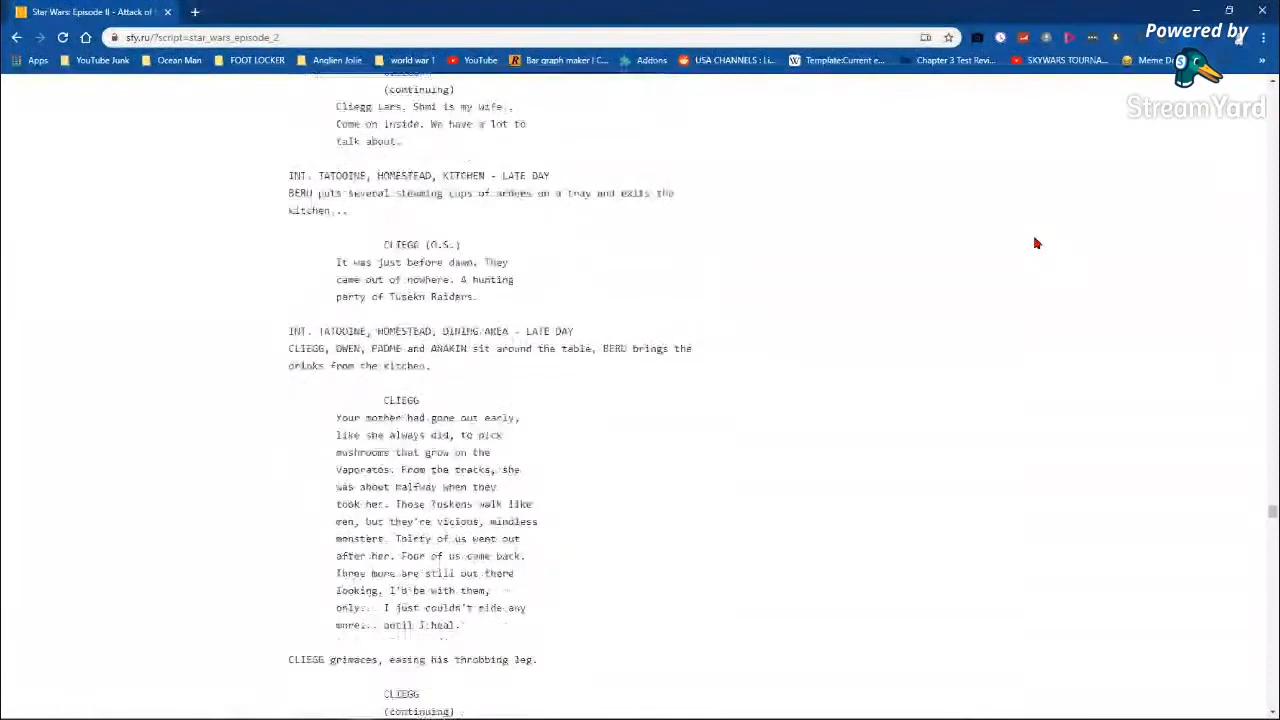 Star Wars: Episode II - Attack of
Powered by
sfy.ru/?script=star_wars_episode_2
Apps YouTube Junk Ocean Man FOOT LOCKER Anglien Jolie world war 1 YouTube Bar graph maker | C... Addons USA CHANNELS : Li... Template:Current e... Chapter 3 Test Revi... SKYWARS TOURNA... Meme De
StreamYard
(continuing)
Cliegg Lars. Shmi is my wife..
Come on inside. We have a lot to
talk about.
INT. TATOOINE, HOMESTEAD, KITCHEN - LATE DAY
BERU puts several steaming cups of ardees on a tray and exits the
kitchen...
CLIEGG (O.S.)
It was just before dawn. They
came out of nowhere. A hunting
party of Tusekn Raiders.
INT. TATOOINE, HOMESTEAD, DINING AREA - LATE DAY
CLIEGG, OWEN, PADME and ANAKIN sit around the table, BERU brings the
drinks from the kitchen.
CLIEGG
Your mother had gone out early,
like she always did, to pick
mushrooms that grow on the
Vaporates. From the tracks, she
was about halfway when they
took her. Those Tuskens walk like
men, but they're vicious, mindless
monsters. Thirty of us went out
after her. Four of us came back.
Three more are still out there
looking. I'd be with them,
only... I just couldn't ride any
more... until I heal.
CLIEGG grimaces, easing his throbbing leg.
CLIEGG
(continuing)